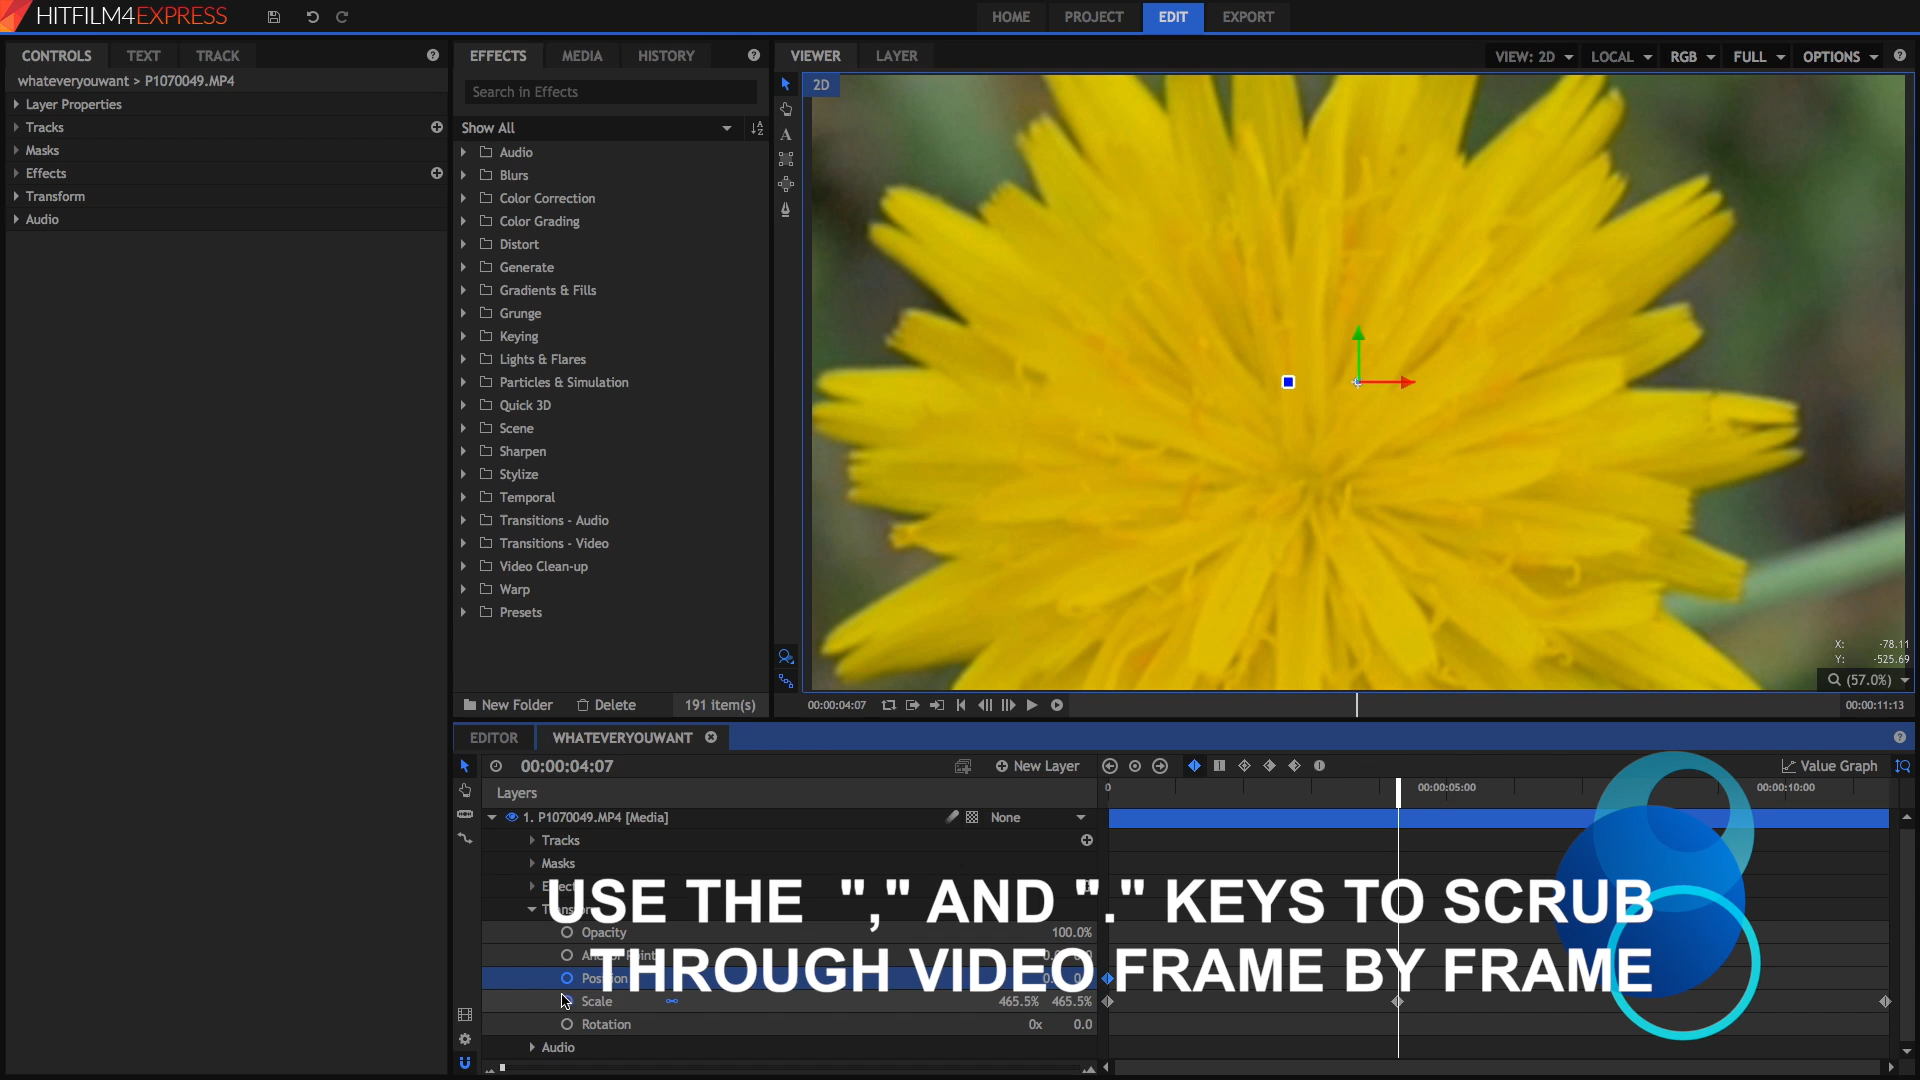 HITFILM4EXPRESS
HOME PROJECT EDIT EXPORT
CONTROLS TEXT TRACK
whateveryouwant > P1070049.MP4
Layer Properties
Tracks
Masks
Effects
Transform
Audio
EFFECTS MEDIA HISTORY
Search in Effects
Show All
Audio
Blurs
Color Correction
Color Grading
Distort
Generate
Gradients & Fills
Grunge
Keying
Lights & Flares
Particles & Simulation
Quick 3D
Scene
Sharpen
Stylize
Temporal
Transitions - Audio
Transitions - Video
Video Clean-up
Warp
Presets
New Folder Delete 191 item(s)
VIEWER LAYER
VIEW: 2D LOCAL RGB FULL OPTIONS
2D
X: -78.11
Y: -525.69
(57.0%)
00:00:04:07 00:00:11:13
EDITOR WHATEVERYOUWANT
00:00:04:07 New Layer Value Graph
Layers 0 00:00:05:00 00:00:10:00
1. P1070049.MP4 [Media] None
Tracks
Masks
USE THE "," AND "." KEYS TO SCRUB
THROUGH VIDEO FRAME BY FRAME
Opacity 100.0%
Scale 465.5% 465.5%
Rotation 0x 0.0
Audio